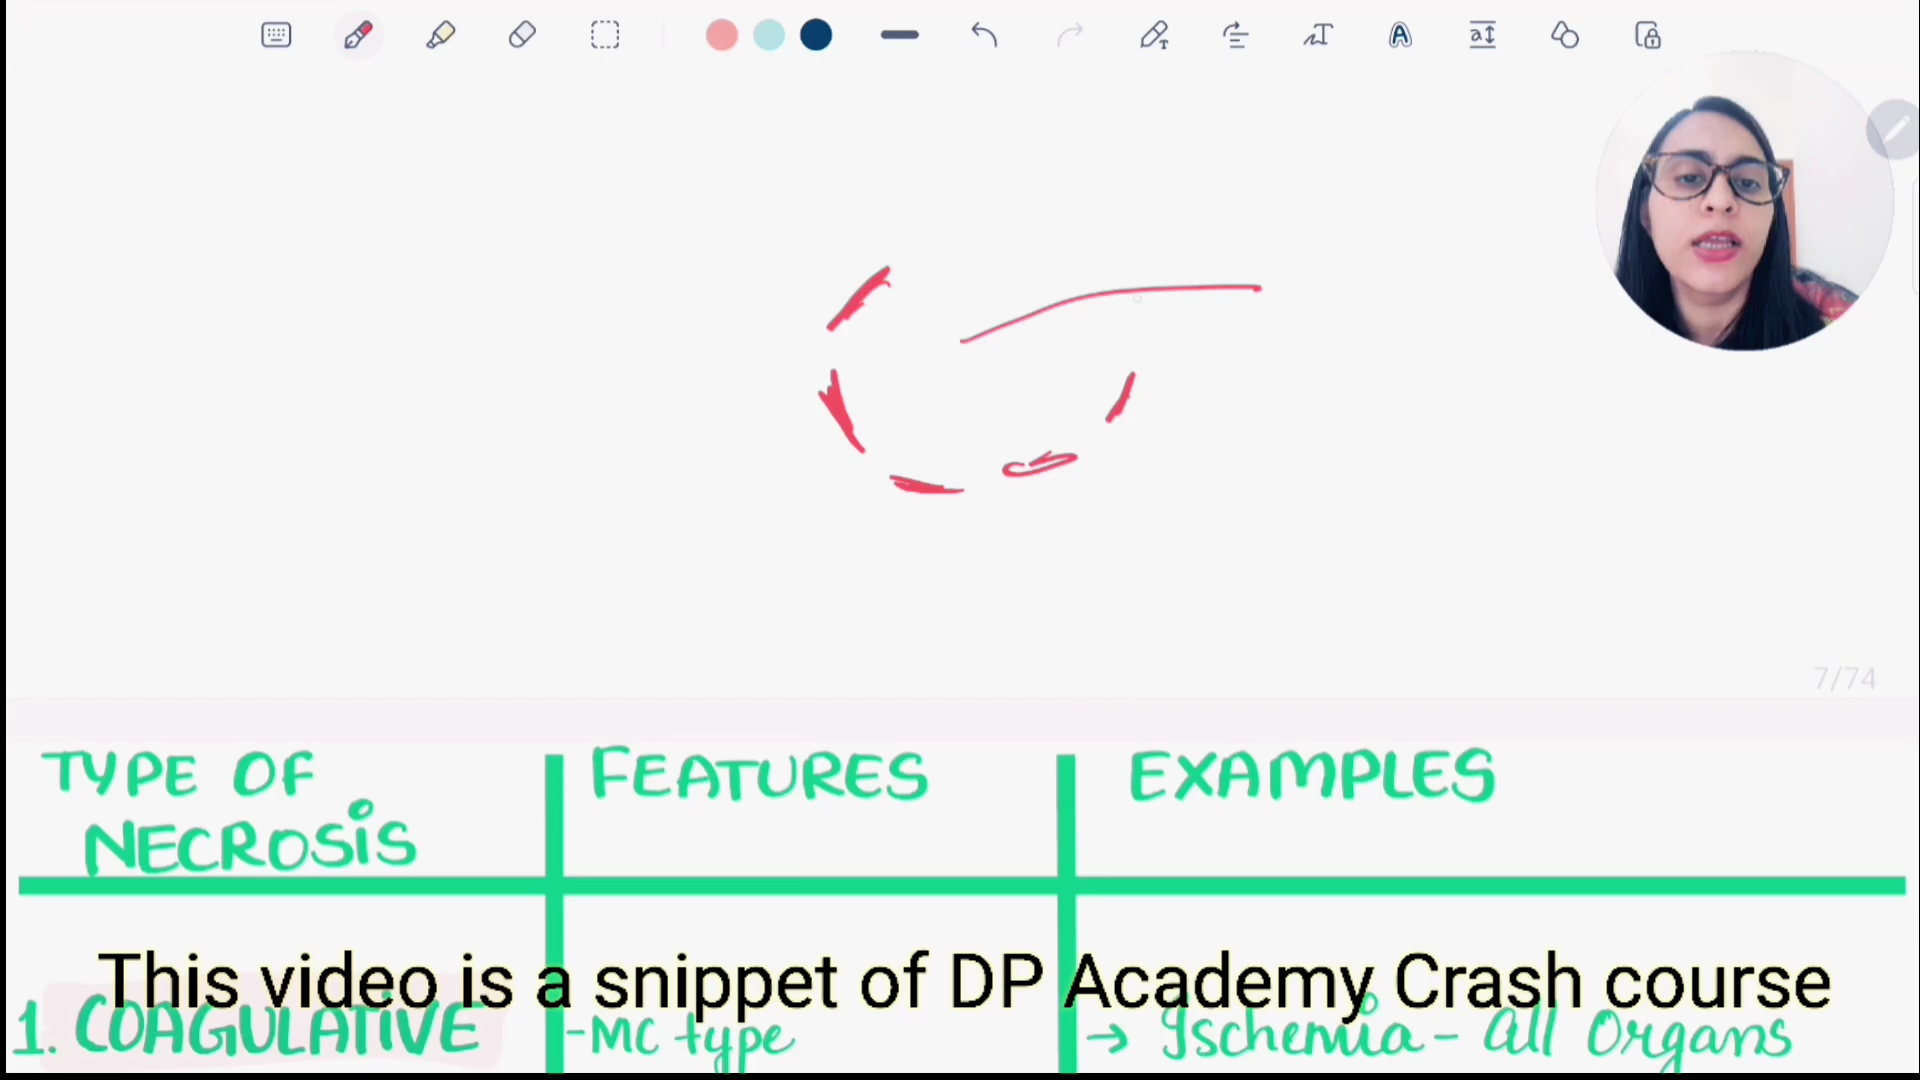 7/74
TYPE OF NECROSIS
FEATURES
EXAMPLES
This video is a snippet of DP Academy Crash course
1. COAGULATIVE
-MC type
→ Ischemia - All Organs